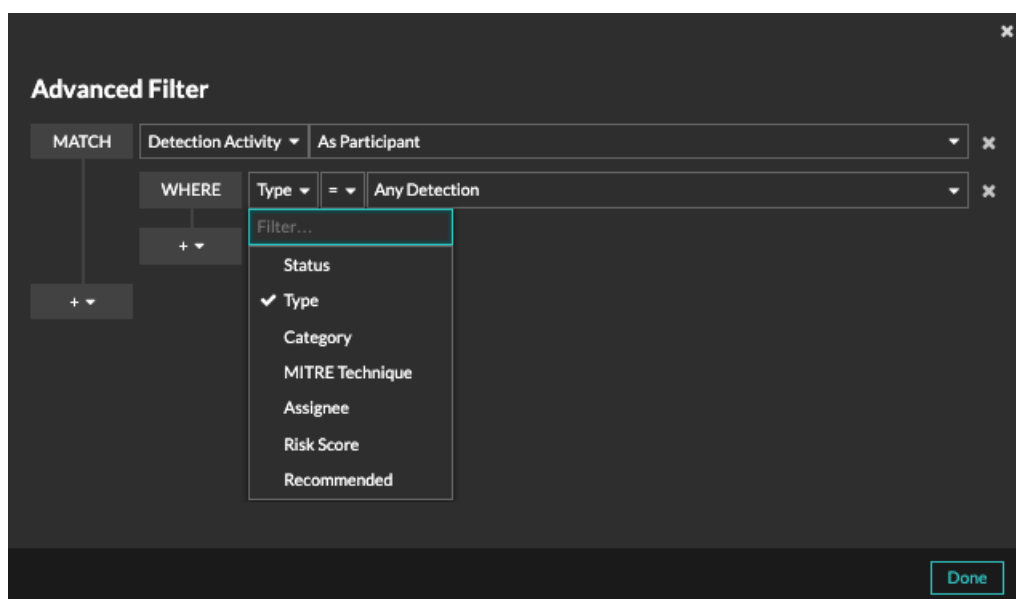 Advanced Filter
MATCH Detection Activity As Participant
WHERE Type = Any Detection
Filter...
+
Status
+
Type
Category
MITRE Technique
Assignee
Risk Score
Recommended
Done